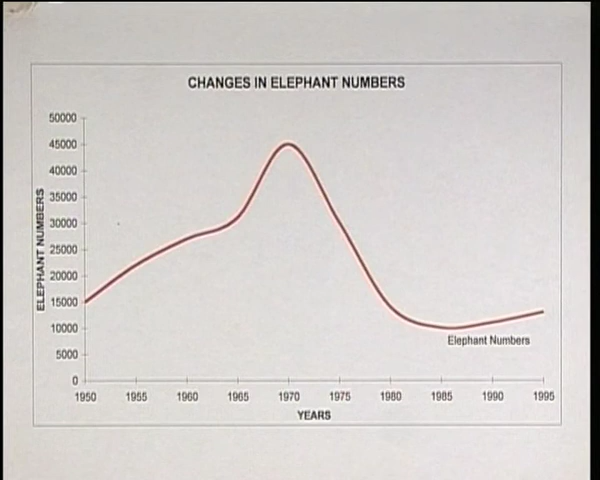 CHANGES IN ELEPHANT NUMBERS
50000
45000
40000
35000
30000
25000
20000
15000
10000
5000
0
ELEPHANT NUMBERS
Elephant Numbers
1950 1955 1960 1965 1970 1975 1980 1985 1990 1995
YEARS